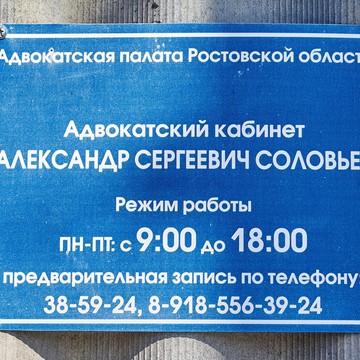 Адвокатская палата Ростовской област
Адвокатский кабинет
АЛЕКСАНДР СЕРГЕЕВИЧ СОЛОВЬЕ
Режим работы
ПН-ПТ: с 9:00 до 18:00
предварительная запись по телефону
38-59-24, 8-918-556-39-24